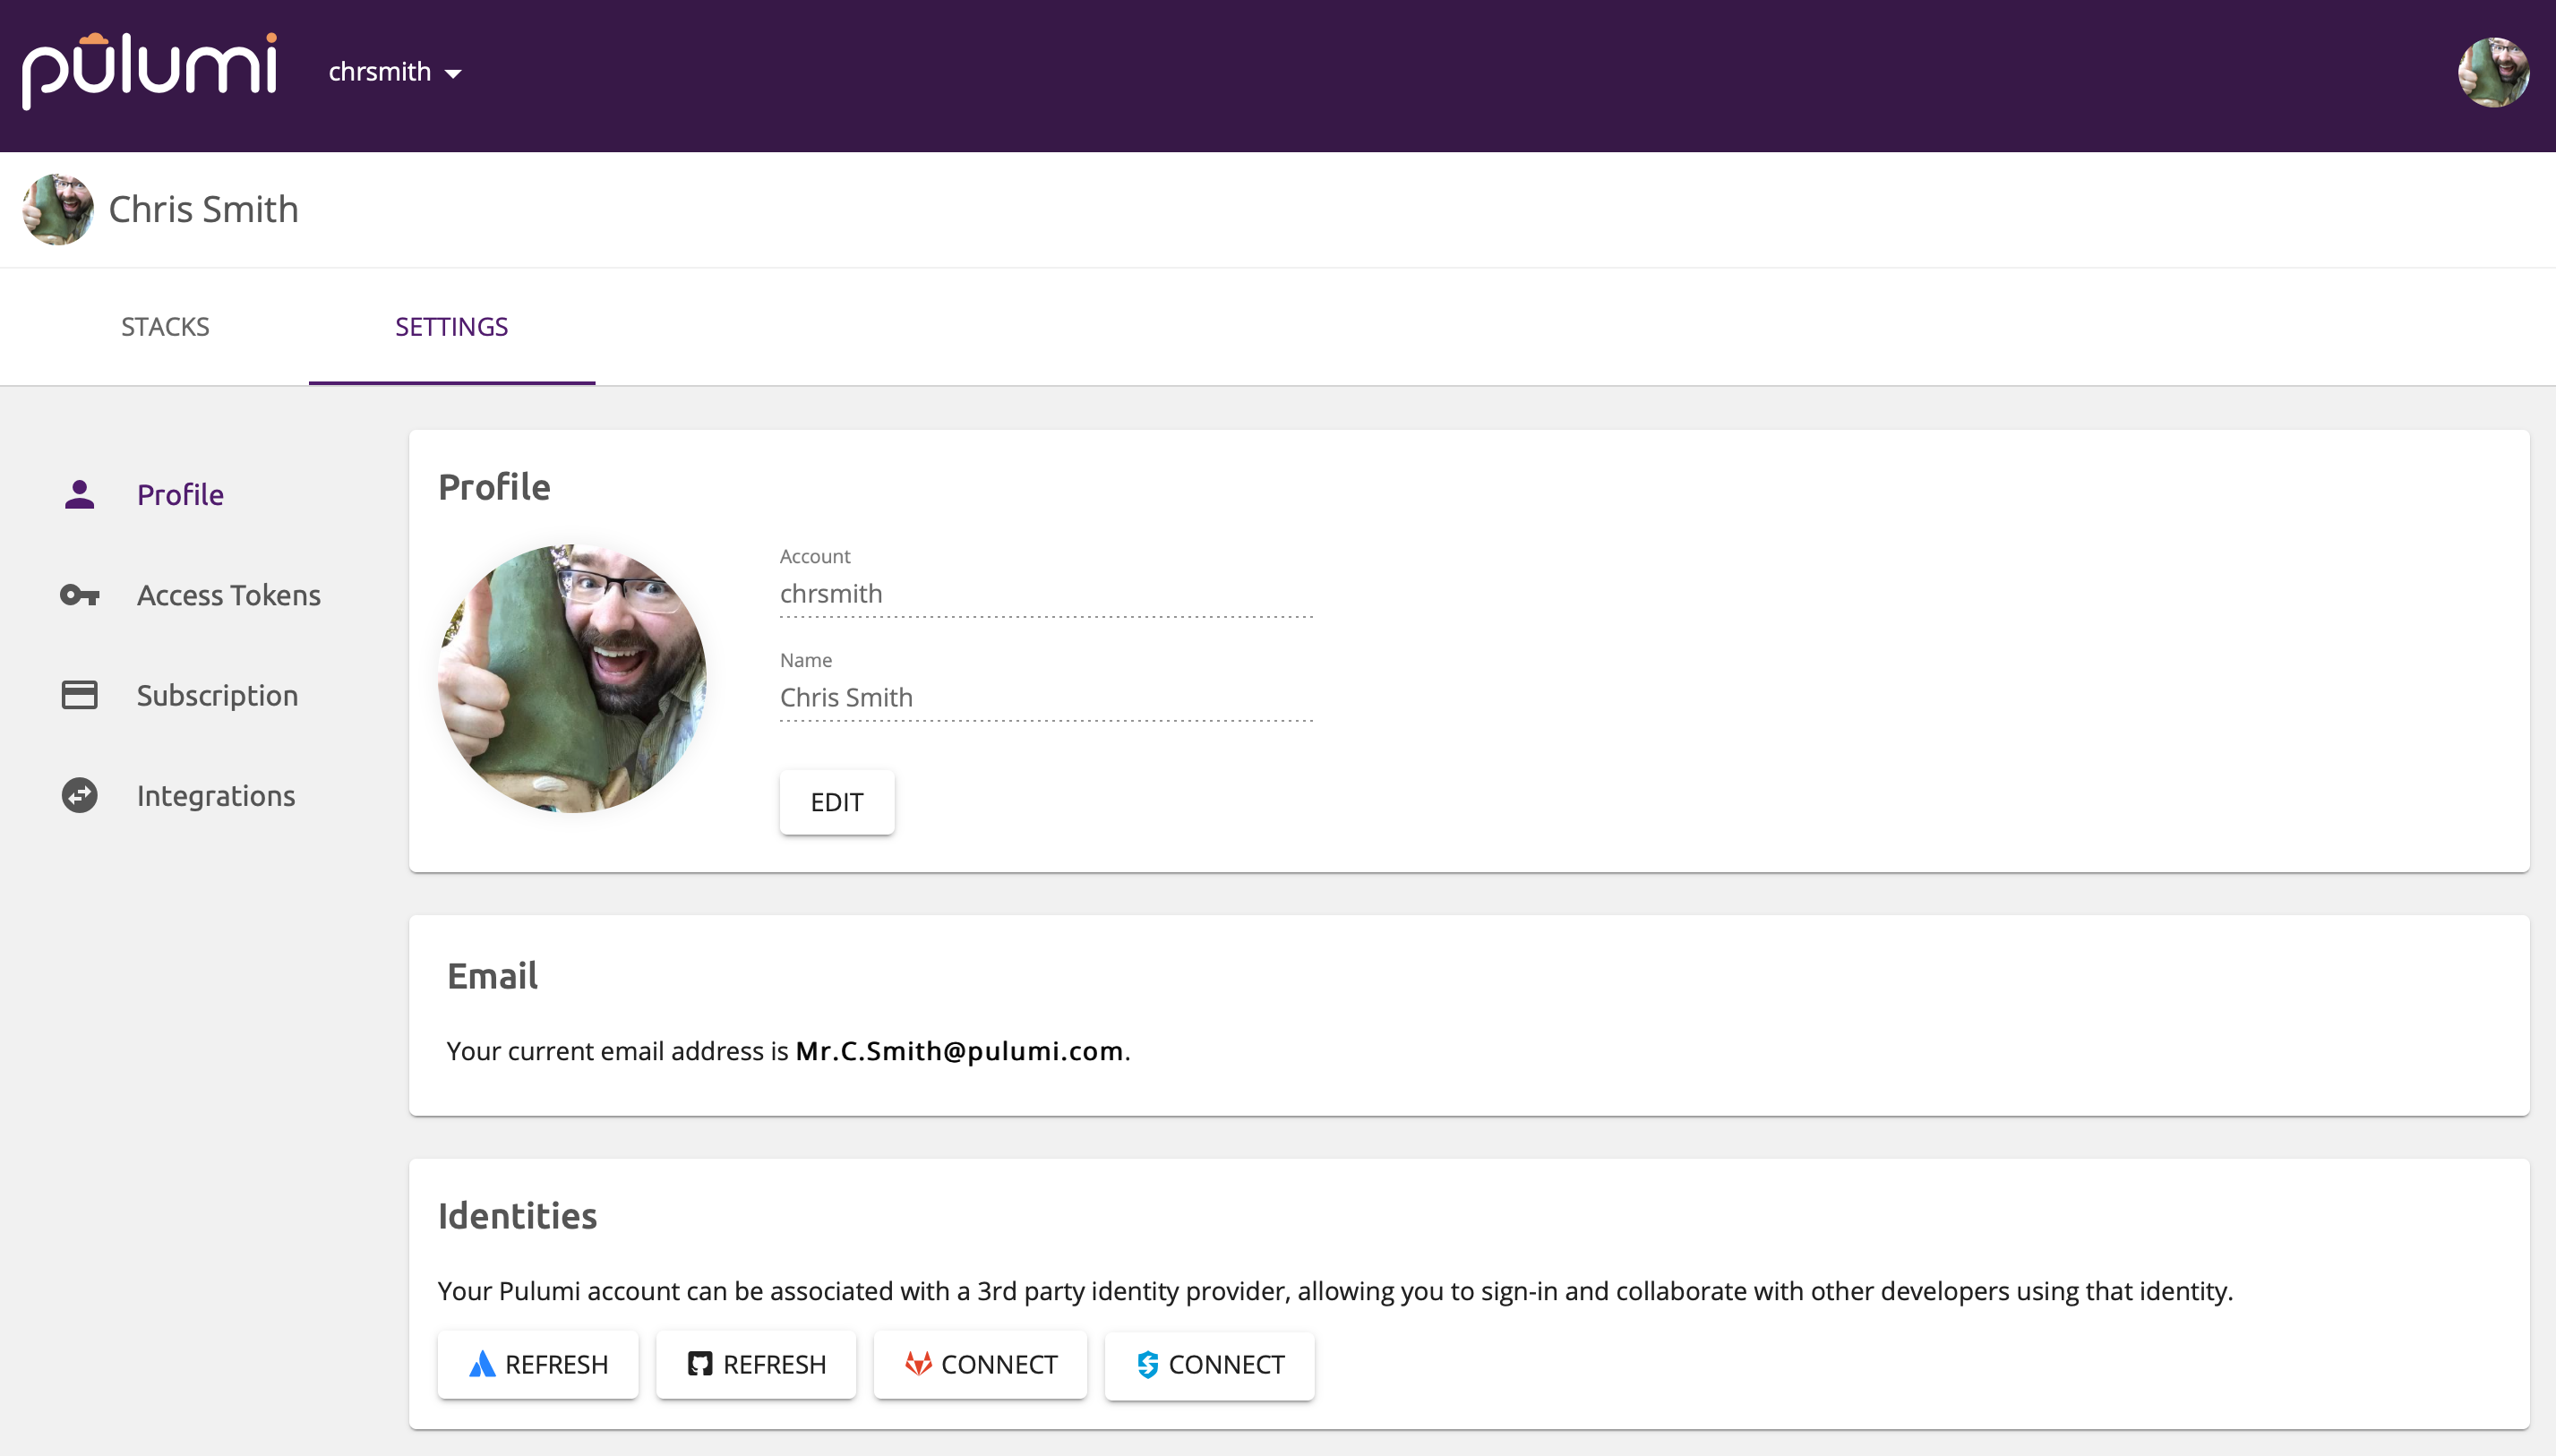 pulumi
chrsmith
Chris Smith
STACKS
SETTINGS
Profile
Access Tokens
Subscription
Integrations
Profile
Account
chrsmith
Name
Chris Smith
EDIT
Email
Your current email address is Mr.C.Smith@pulumi.com.
Identities
Your Pulumi account can be associated with a 3rd party identity provider, allowing you to sign-in and collaborate with other developers using that identity.
REFRESH
REFRESH
CONNECT
CONNECT